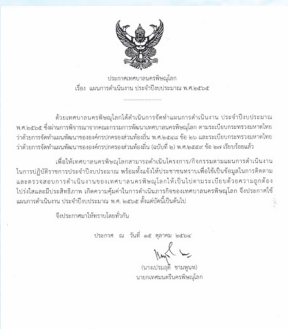 ประกาศเทศบาลนครพิษณุโลก
เรื่อง แผนการดำเนินงาน ประจำปีงบประมาณ พ.ศ.๒๕๖๕
ด้วยเทศบาลนครพิษณุโลกได้ดำเนินการจัดทำแผนการดำเนินงาน ประจำปีงบประมาณ
พ.ศ.๒๕๖๕ ซึ่งผ่านการพิจารณาจากคณะกรรมการพัฒนาเทศบาลนครพิษณุโลก ตามระเบียบกระทรวงมหาดไทย
ว่าด้วยการจัดทำแผนพัฒนาขององค์กรปกครองส่วนท้องถิ่น พ.ศ.๒๕๔๘ ข้อ ๒๖ และระเบียบกระทรวงมหาดไทย
ว่าด้วยการจัดทำแผนพัฒนาขององค์กรปกครองส่วนท้องถิ่น (ฉบับที่ ๒) พ.ศ.๒๕๕๙ ข้อ ๒๗ เรียบร้อยแล้ว
เพื่อให้เทศบาลนครพิษณุโลกสามารถดำเนินโครงการ/กิจกรรมตามแผนการดำเนินงาน
ในการปฏิบัติราชการประจำปีงบประมาณ พร้อมทั้งแจ้งให้ประชาชนทราบเพื่อใช้เป็นข้อมูลในการติดตาม
และตรวจสอบการดำเนินงานของเทศบาลนครพิษณุโลกให้เป็นไปตามระเบียบด้วยความถูกต้อง
โปร่งใสและมีประสิทธิภาพ เกิดความคุ้มค่าในการดำเนินภารกิจของเทศบาลนครพิษณุโลก จึงประกาศใช้
แผนการดำเนินงาน ประจำปีงบประมาณ พ.ศ. ๒๕๖๕ ตั้งแต่บัดนี้เป็นต้นไป
จึงประกาศมาให้ทราบโดยทั่วกัน
ประกาศ ณ วันที่ ๑๕ ตุลาคม ๒๕๖๔
นายกเทศมนตรีนครพิษณุโลก